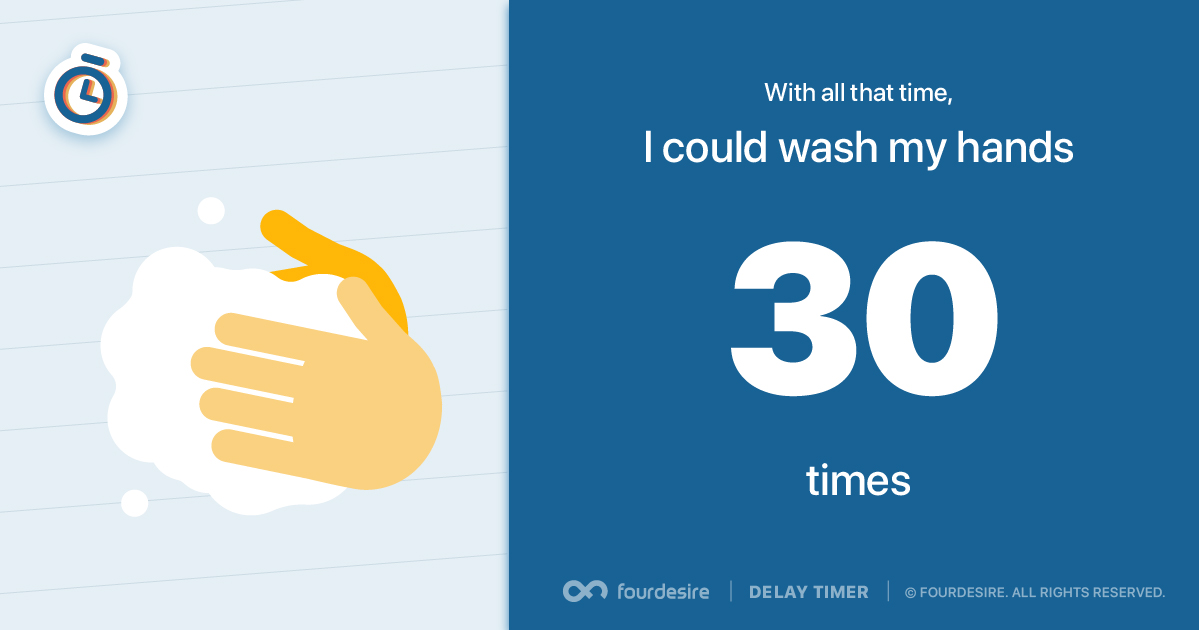 With all that time,
I could wash my hands
30
times
fourdesire | DELAY TIMER | © FOURDESIRE. ALL RIGHTS RESERVED.